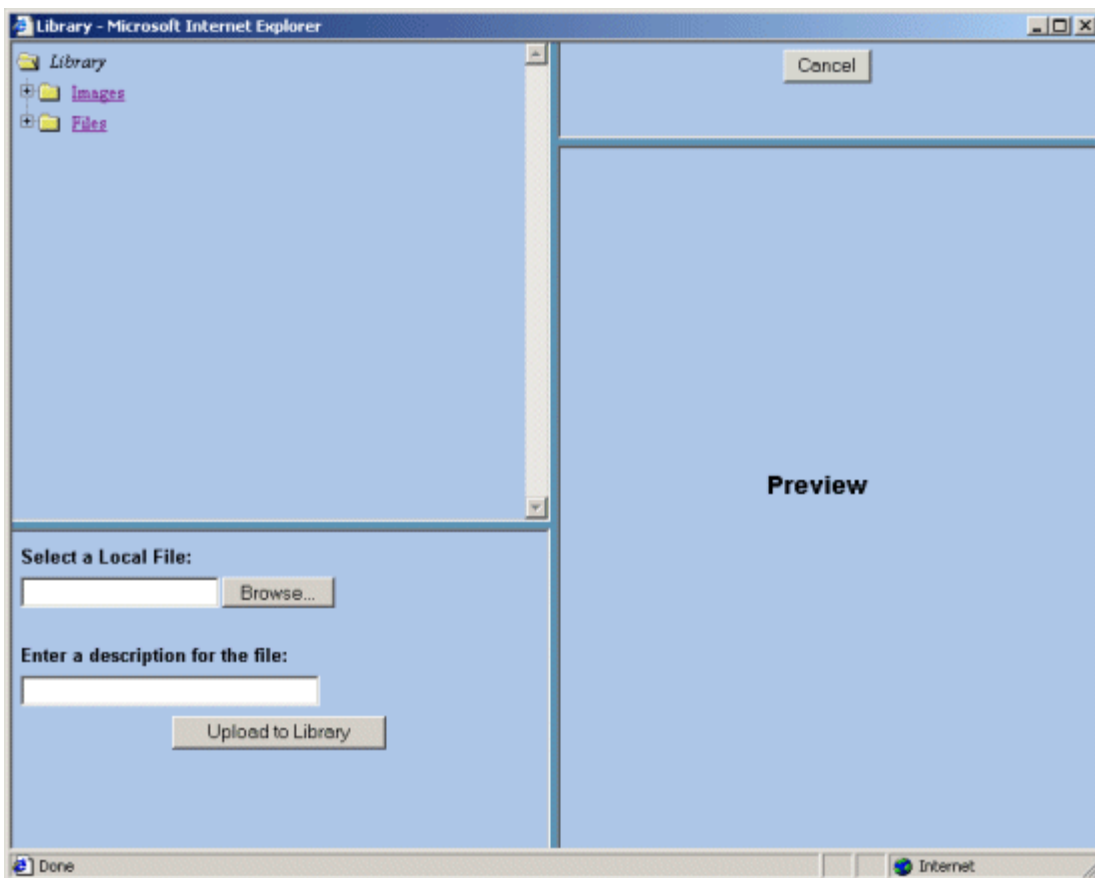 Library - Microsoft Internet Explorer
Library
Images
Files
Cancel
Preview
Select a Local File:
Browse...
Enter a description for the file:
Upload to Library
Done
Internet